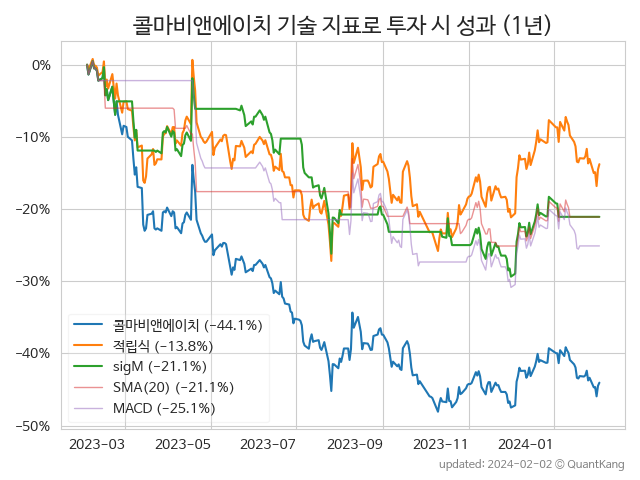 콜마비앤에이치 기술 지표로 투자 시 성과 (1년)
0%
−10%
−20%
−30%
−40%
−50%
콜마비앤에이치 (−44.1%)
적립식 (−13.8%)
sigM (−21.1%)
SMA(20) (−21.1%)
MACD (−25.1%)
2023−03
2023−05
2023−07
2023−09
2023−11
2024−01
updated: 2024−02−02 © QuantKang